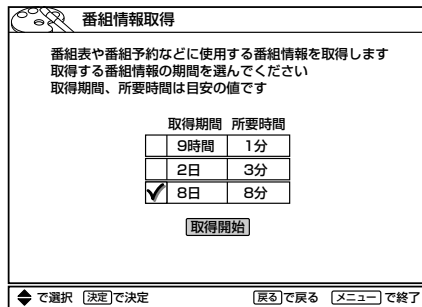 番組情報取得
番組表や番組予約などに使用する番組情報を取得します
取得する番組情報の期間を選んでください
取得期間、所要時間は目安の値です
取得期間 所要時間
9時間 1分
2日 3分
8日 8分
取得開始
で選択 決定 で決定 戻る で戻る メニュー で終了